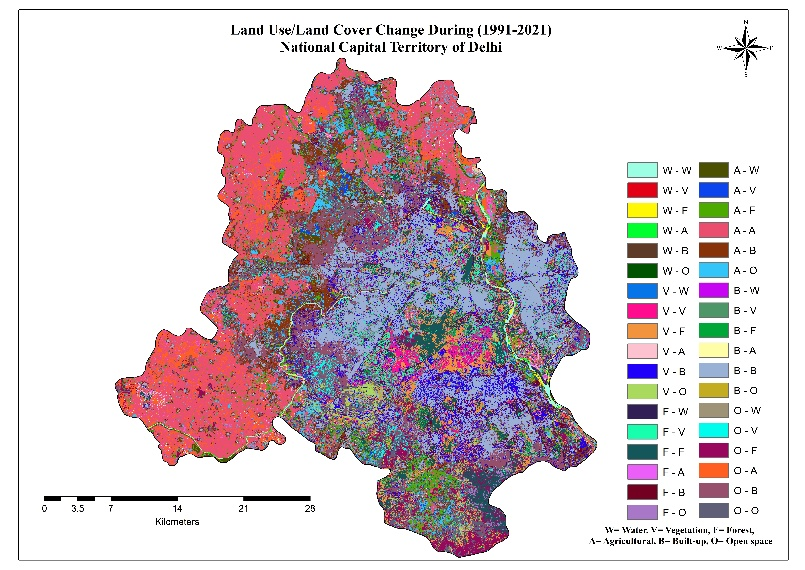 Land Use/Land Cover Change During (1991-2021)
National Capital Territory of Delhi
N
W
E
S
W - W A - W
W - V A - V
W - F A - F
W - A A - A
W - B A - B
W - O A - O
V - W B - W
V - V B - V
V - F B - F
V - A B - A
V - B B - B
V - O B - O
F - W O - W
F - V O - V
F - F O - F
F - A O - A
F - B O - B
F - O O - O
0 3.5 7 14 21 28
Kilometers
W= Water, V= Vegetation, F= Forest,
A= Agricultural, B= Built-up, O= Open space